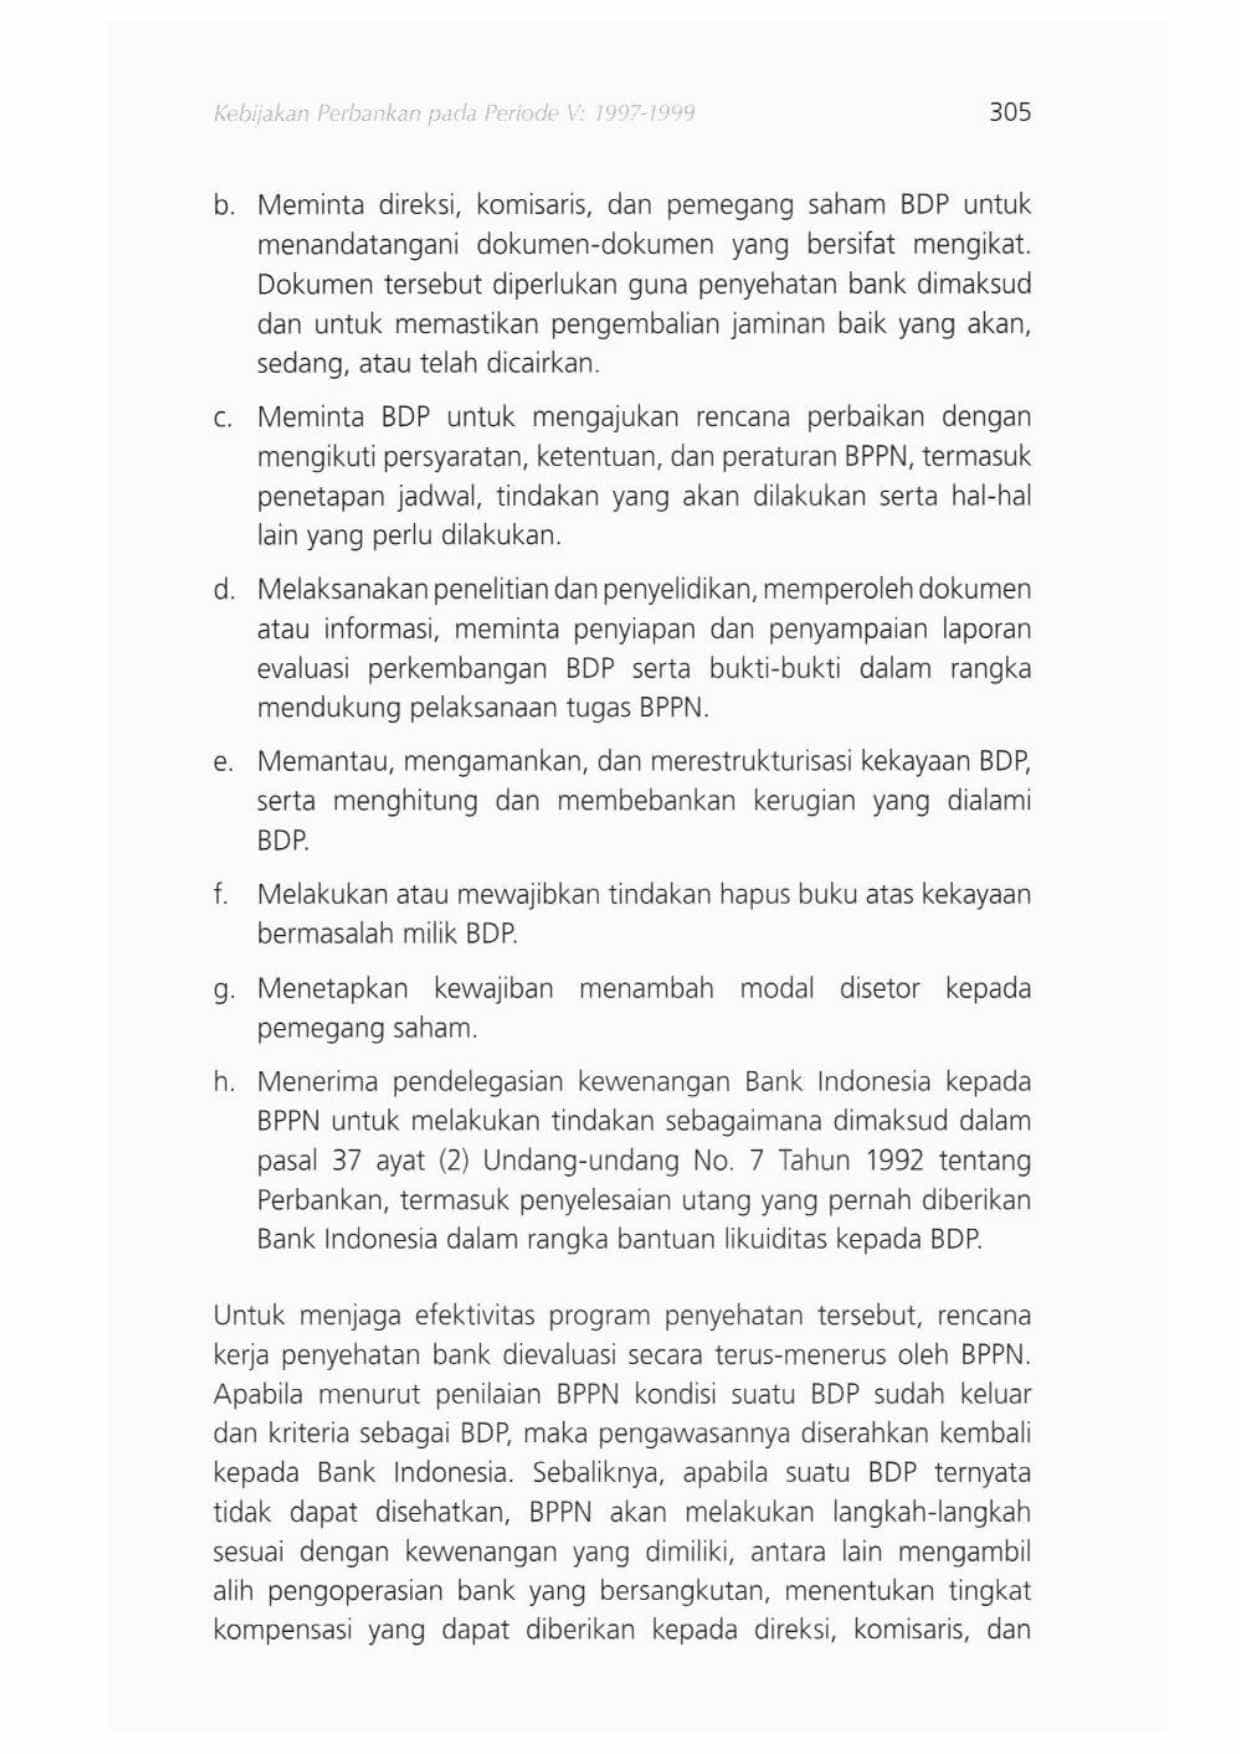 Kebijakan Perbankan pada Periode V: 1997-1999
305
b. Meminta direksi, komisaris, dan pemegang saham BDP untuk
menandatangani dokumen-dokumen yang bersifat mengikat.
Dokumen tersebut diperlukan guna penyehatan bank dimaksud
dan untuk memastikan pengembalian jaminan baik yang akan,
sedang, atau telah dicairkan.
c. Meminta BDP untuk mengajukan rencana perbaikan dengan
mengikuti persyaratan, ketentuan, dan peraturan BPPN, termasuk
penetapan jadwal, tindakan yang akan dilakukan serta hal-hal
lain yang perlu dilakukan.
d. Melaksanakan penelitian dan penyelidikan, memperoleh dokumen
atau informasi, meminta penyiapan dan penyampaian laporan
evaluasi perkembangan BDP serta bukti-bukti dalam rangka
mendukung pelaksanaan tugas BPPN.
e. Memantau, mengamankan, dan merestrukturisasi kekayaan BDP,
serta menghitung dan membebankan kerugian yang dialami
BDP.
f. Melakukan atau mewajibkan tindakan hapus buku atas kekayaan
bermasalah milik BDP.
g. Menetapkan kewajiban menambah modal disetor kepada
pemegang saham.
h. Menerima pendelegasian kewenangan Bank Indonesia kepada
BPPN untuk melakukan tindakan sebagaimana dimaksud dalam
pasal 37 ayat (2) Undang-undang No. 7 Tahun 1992 tentang
Perbankan, termasuk penyelesaian utang yang pernah diberikan
Bank Indonesia dalam rangka bantuan likuiditas kepada BDP.
Untuk menjaga efektivitas program penyehatan tersebut, rencana
kerja penyehatan bank dievaluasi secara terus-menerus oleh BPPN.
Apabila menurut penilaian BPPN kondisi suatu BDP sudah keluar
dan kriteria sebagai BDP, maka pengawasannya diserahkan kembali
kepada Bank Indonesia. Sebaliknya, apabila suatu BDP ternyata
tidak dapat disehatkan, BPPN akan melakukan langkah-langkah
sesuai dengan kewenangan yang dimiliki, antara lain mengambil
alih pengoperasian bank yang bersangkutan, menentukan tingkat
kompensasi yang dapat diberikan kepada direksi, komisaris, dan